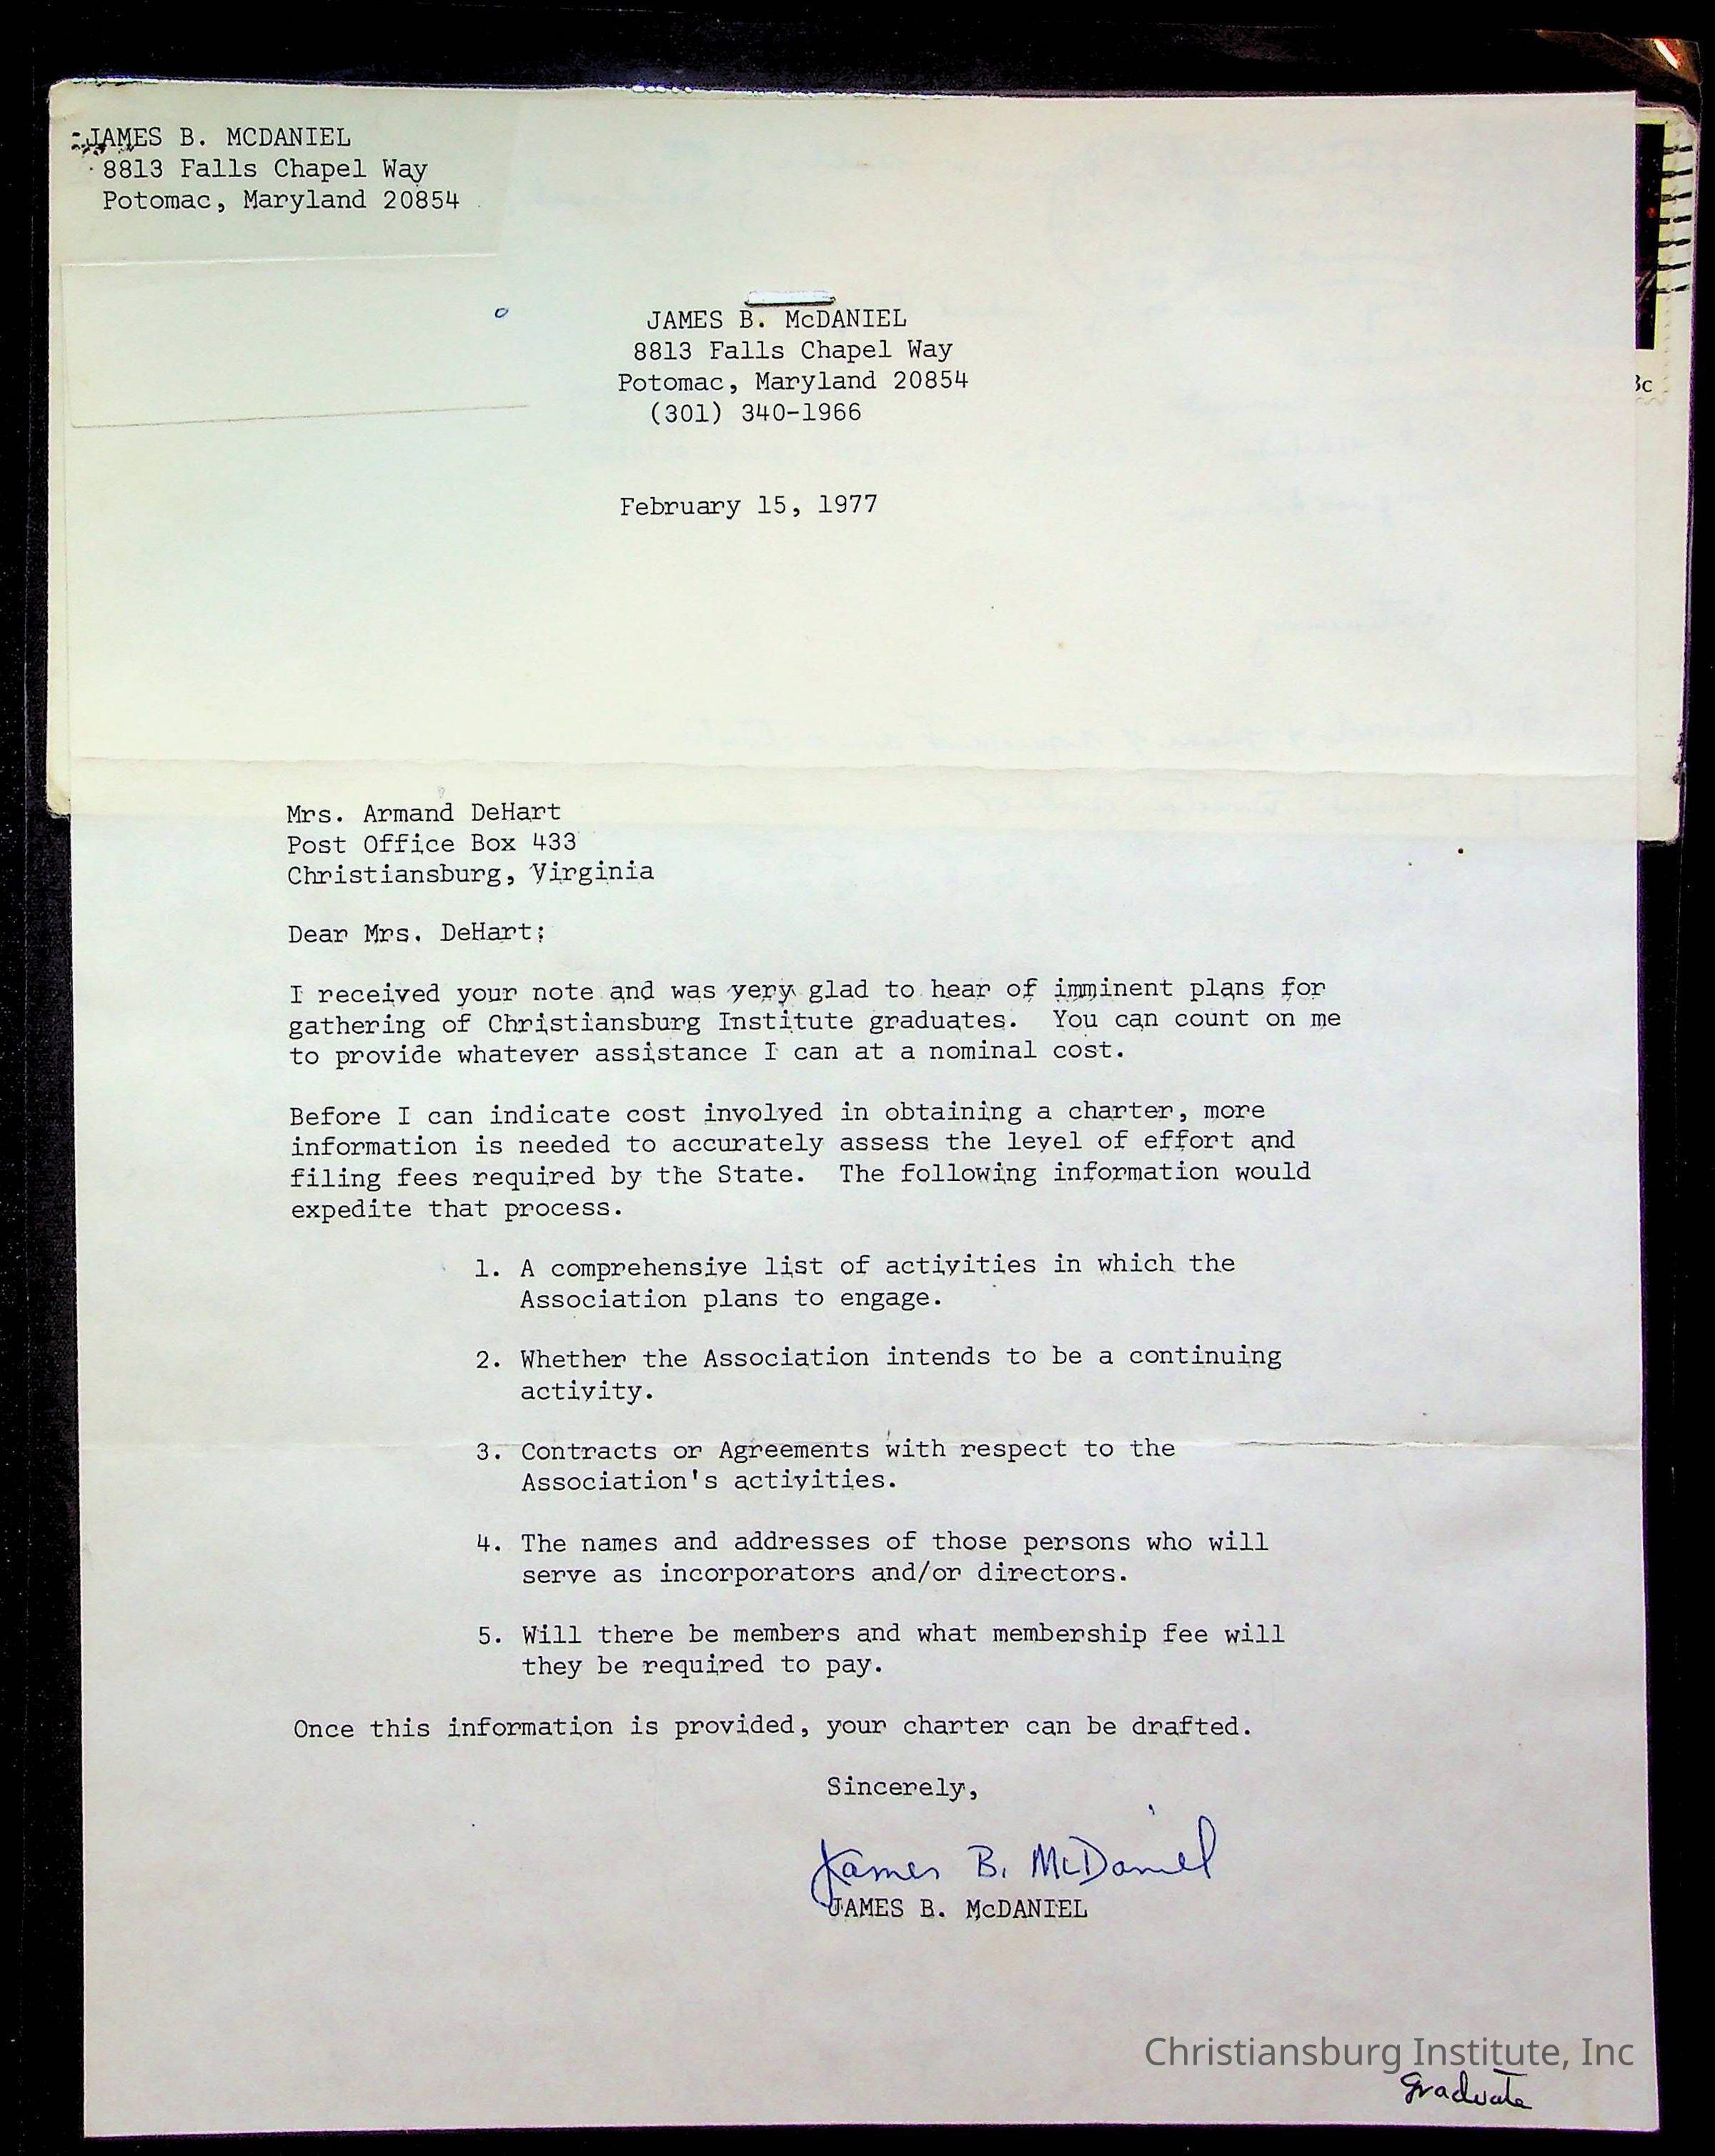 JAMES B. MCDANIEL
8813 Falls Chapel Way
Potomac, Maryland 20854
JAMES B. McDANIEL
8813 Falls Chapel Way
Potomac, Maryland 20854
(301) 340-1966
3c
February 15, 1977
Mrs. Armand DeHart
Post Office Box 433
Christiansburg, Virginia
Dear Mrs. DeHart:
I received your note and was very glad to hear of imminent plans for
gathering of Christiansburg Institute graduates. You can count on me
to provide whatever assistance I can at a nominal cost.
Before I can indicate cost involved in obtaining a charter, more
information is needed to accurately assess the level of effort and
filing fees required by the State. The following information would
expedite that process.
1. A comprehensive list of activities in which the
Association plans to engage.
2. Whether the Association intends to be a continuing
activity.
3. Contracts or Agreements with respect to the
Association's activities.
4. The names and addresses of those persons who will
serve as incorporators and/or directors.
5. Will there be members and what membership fee will
they be required to pay.
Once this information is provided, your charter can be drafted.
Sincerely,
James B. McDaniel
JAMES B. McDANIEL
Christiansburg Institute, Inc
Graduate